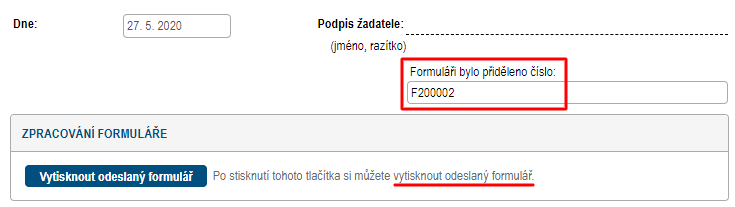 Dne: 27. 5. 2020 Podpis žadatele:
(jméno, razítko)
Formuláři bylo přiděleno číslo:
F200002
ZPRACOVÁNÍ FORMULÁŘE
Vytisknout odeslaný formulář Po stisknutí tohoto tlačítka si můžete vytisknout odeslaný formulář.